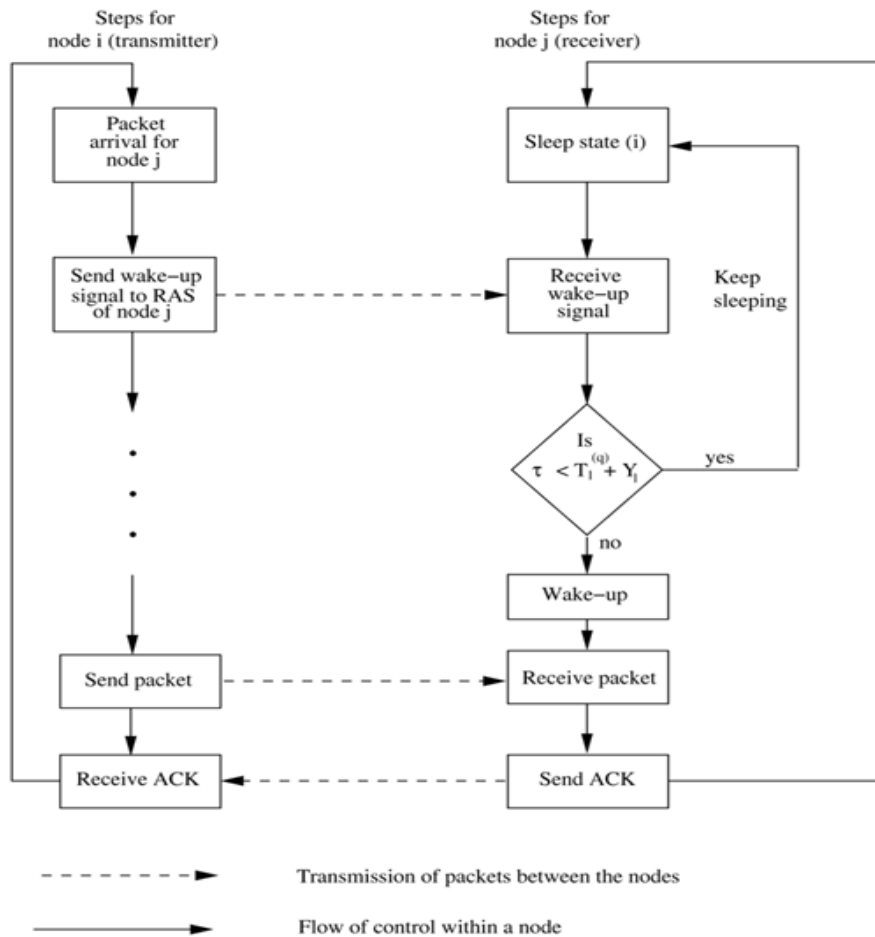 Steps for
node i (transmitter)
Packet
arrival for
node j
Send wake-up
signal to RAS
of node j
Send packet
Receive ACK
Steps for
node j (receiver)
Sleep state (i)
Receive
wake-up
signal
Keep
sleeping
Is
τ < T₁⁽q⁾ + Y₁
yes
no
Wake-up
Receive packet
Send ACK
Transmission of packets between the nodes
Flow of control within a node